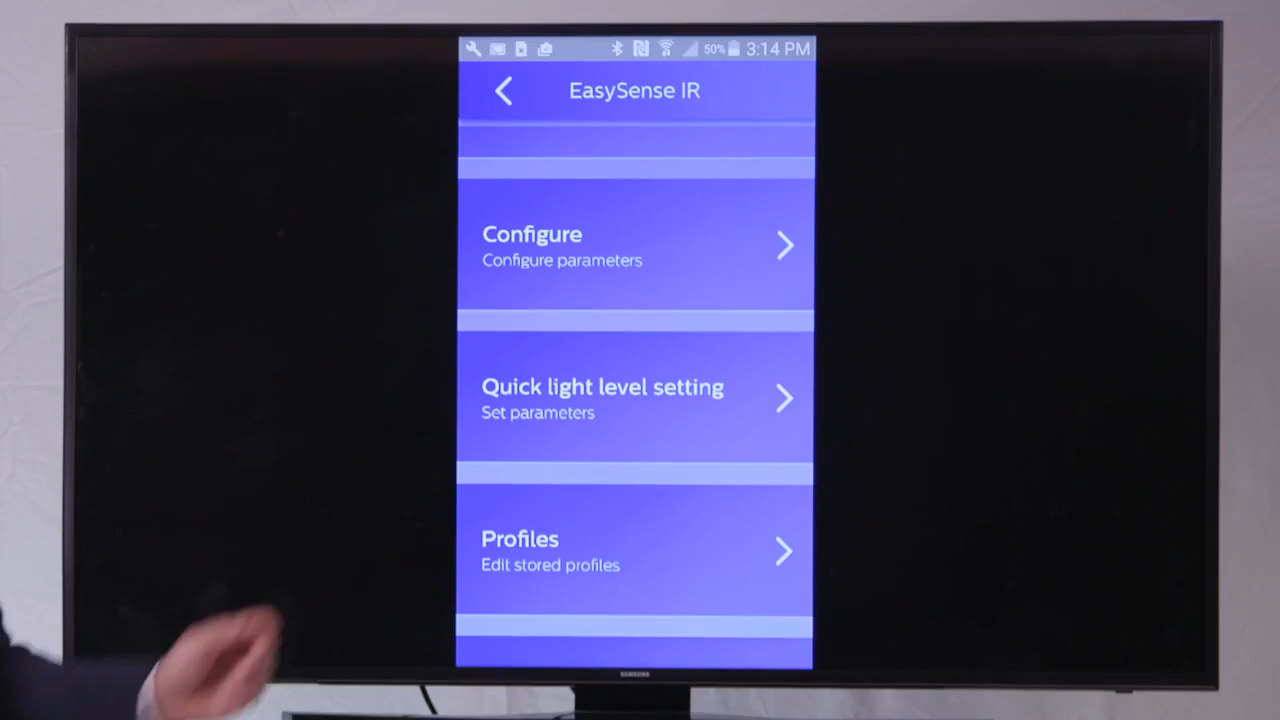 50% 3:14 PM
EasySense IR
Configure
Configure parameters
Quick light level setting
Set parameters
Profiles
Edit stored profiles
SAMSUNG